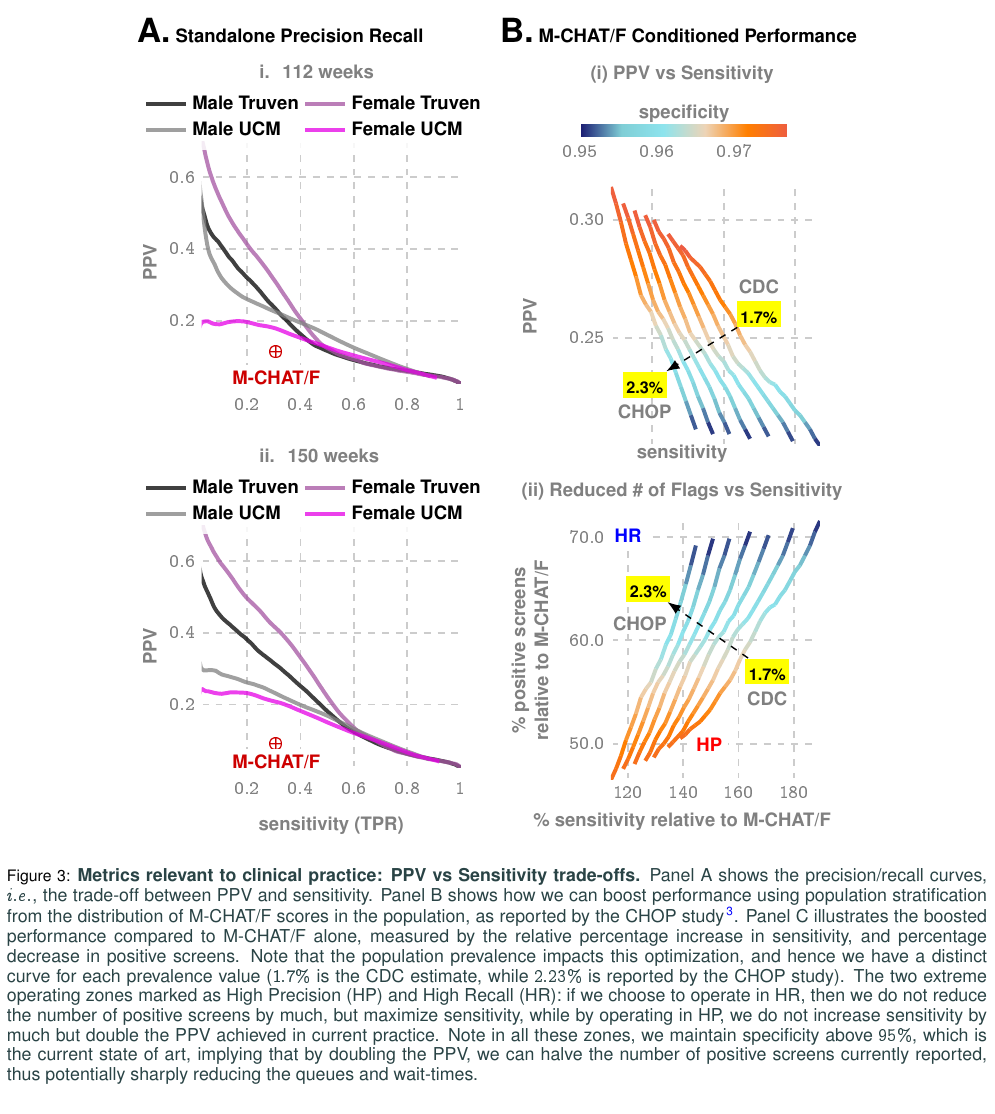 A. Standalone Precision Recall
i. 112 weeks
Male Truven Female Truven
Male UCM Female UCM
0.6
0.4
0.2
PPV
M-CHAT/F
0.2 0.4 0.6 0.8 1
ii. 150 weeks
Male Truven Female Truven
Male UCM Female UCM
0.6
0.4
0.2
PPV
M-CHAT/F
0.2 0.4 0.6 0.8 1
sensitivity (TPR)
B. M-CHAT/F Conditioned Performance
(i) PPV vs Sensitivity
specificity
0.95 0.96 0.97
0.30
0.25
PPV
CDC
1.7%
2.3%
CHOP
sensitivity
(ii) Reduced # of Flags vs Sensitivity
70.0
60.0
50.0
% positive screens
relative to M-CHAT/F
HR
2.3%
CHOP
1.7%
CDC
HP
120 140 160 180
% sensitivity relative to M-CHAT/F
Figure 3: Metrics relevant to clinical practice: PPV vs Sensitivity trade-offs. Panel A shows the precision/recall curves,
i.e., the trade-off between PPV and sensitivity. Panel B shows how we can boost performance using population stratification
from the distribution of M-CHAT/F scores in the population, as reported by the CHOP study3. Panel C illustrates the boosted
performance compared to M-CHAT/F alone, measured by the relative percentage increase in sensitivity, and percentage
decrease in positive screens. Note that the population prevalence impacts this optimization, and hence we have a distinct
curve for each prevalence value (1.7% is the CDC estimate, while 2.23% is reported by the CHOP study). The two extreme
operating zones marked as High Precision (HP) and High Recall (HR): if we choose to operate in HR, then we do not reduce
the number of positive screens by much, but maximize sensitivity, while by operating in HP, we do not increase sensitivity by
much but double the PPV achieved in current practice. Note in all these zones, we maintain specificity above 95%, which is
the current state of art, implying that by doubling the PPV, we can halve the number of positive screens currently reported,
thus potentially sharply reducing the queues and wait-times.